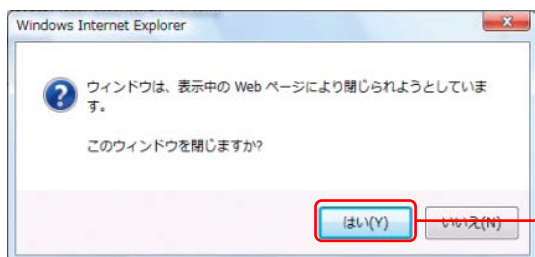 Windows Internet Explorer
ウィンドウは、表示中の Web ページにより閉じられようとしていま
す。
このウィンドウを閉じますか?
はい(Y)
いいえ(N)